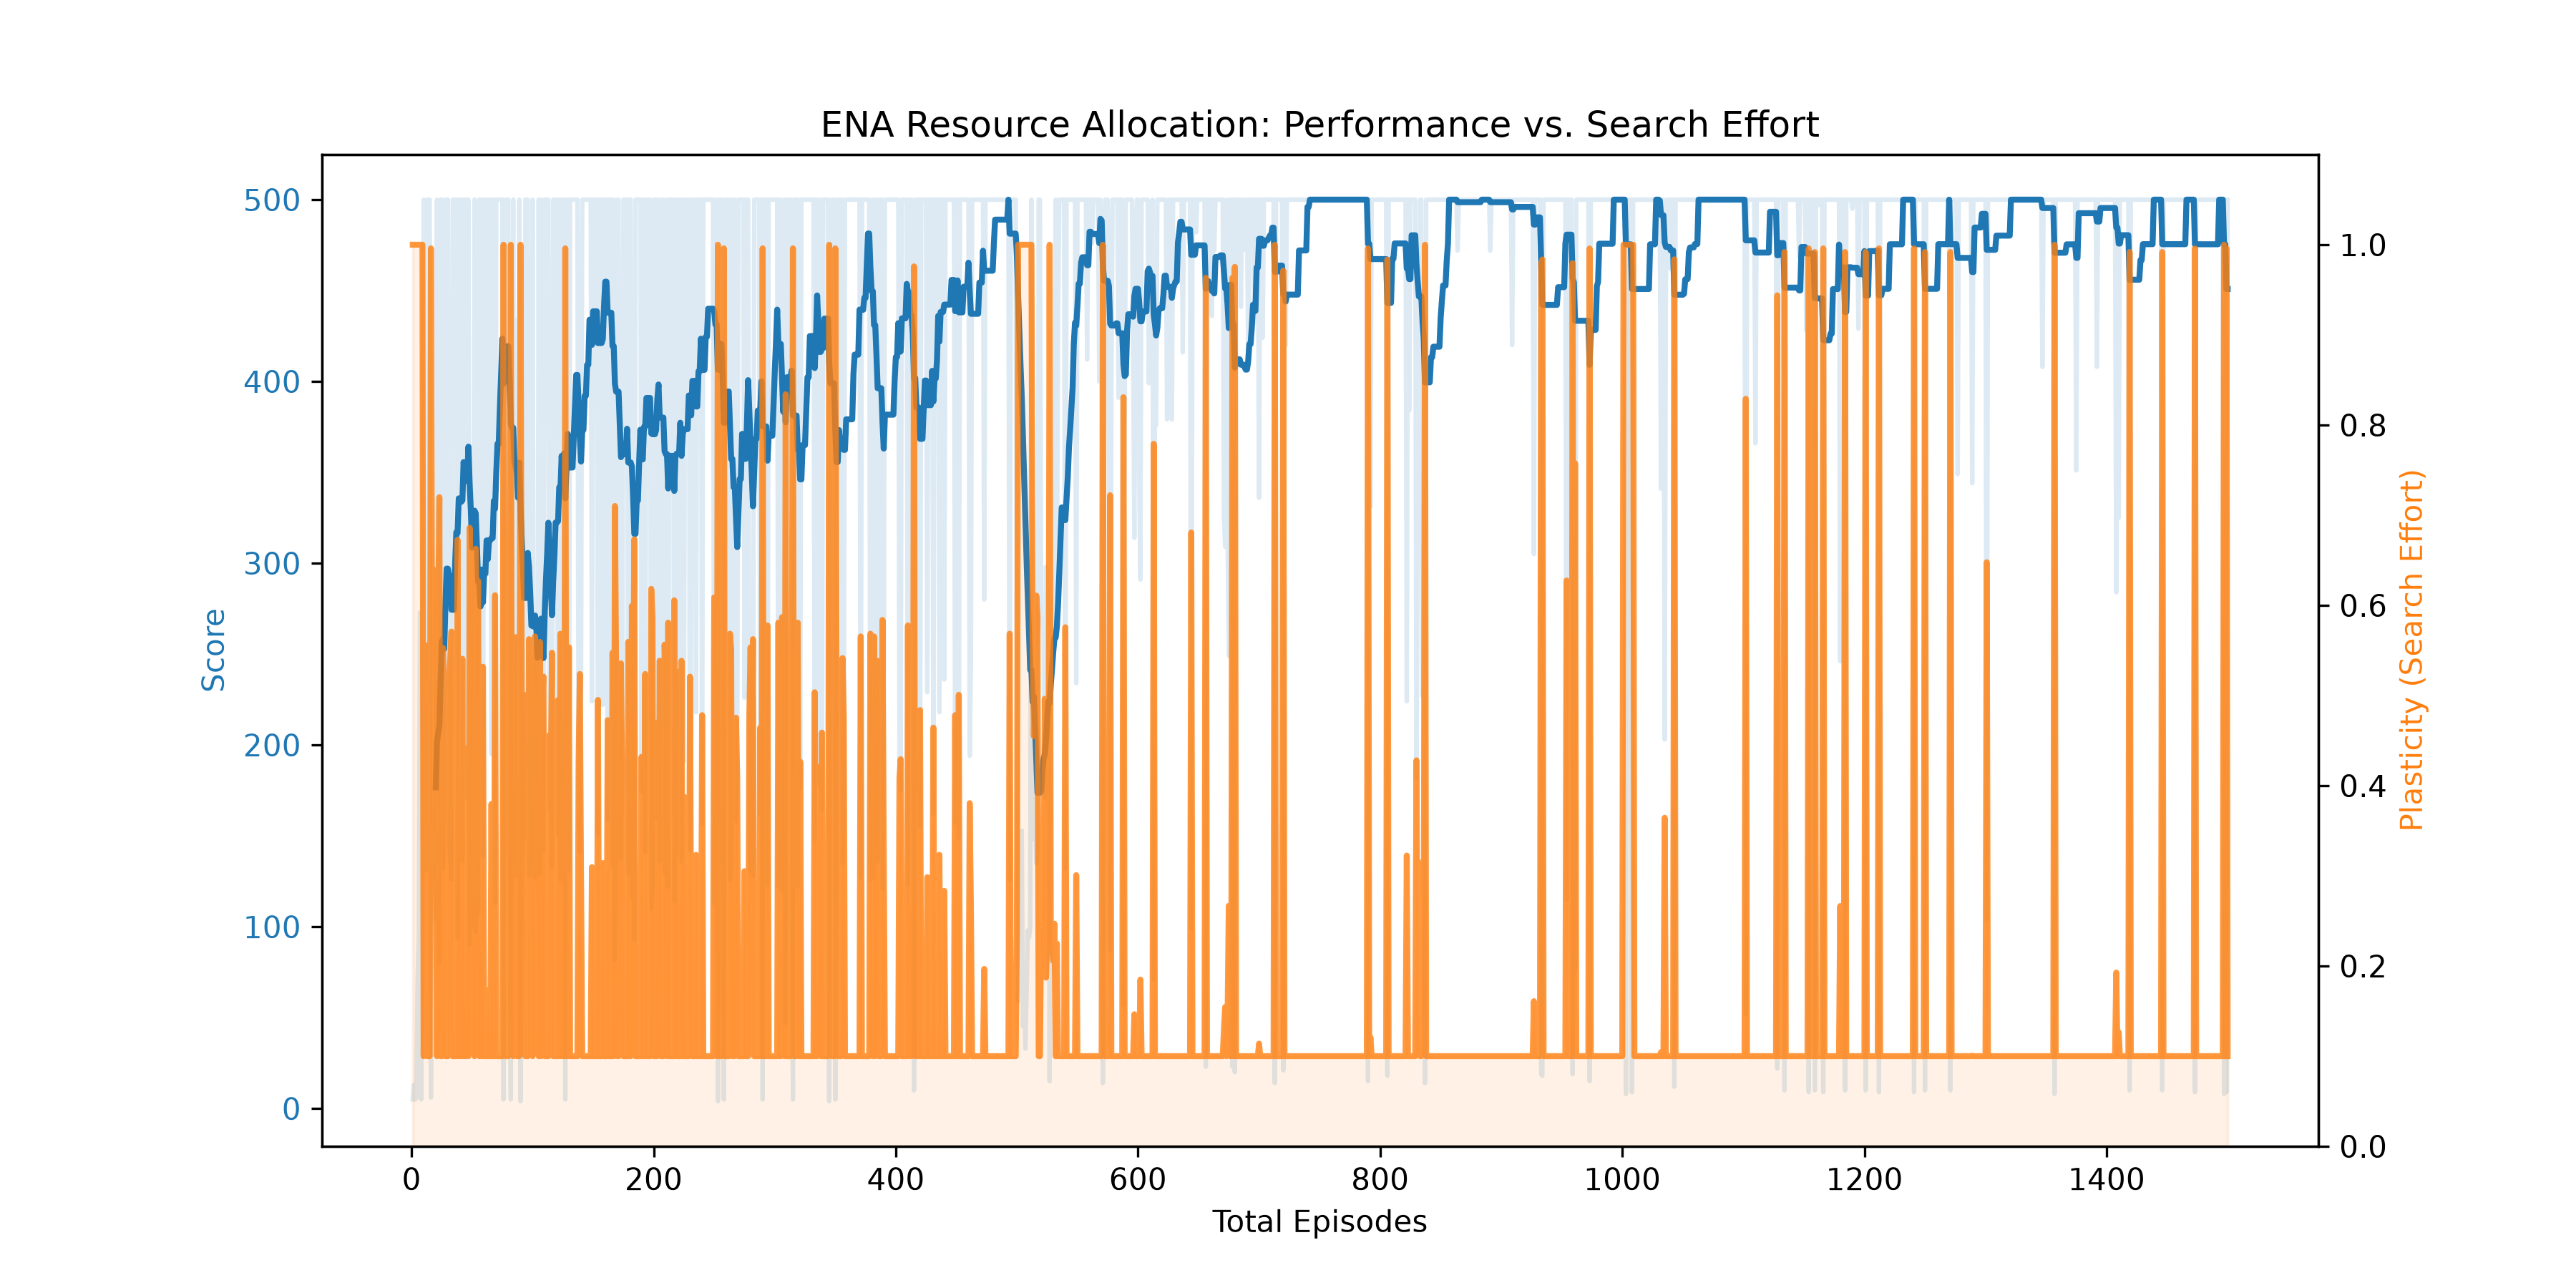 ENA Resource Allocation: Performance vs. Search Effort
500
400
300
200
100
0
Score
1.0
0.8
0.6
0.4
0.2
0.0
Plasticity (Search Effort)
0 200 400 600 800 1000 1200 1400
Total Episodes